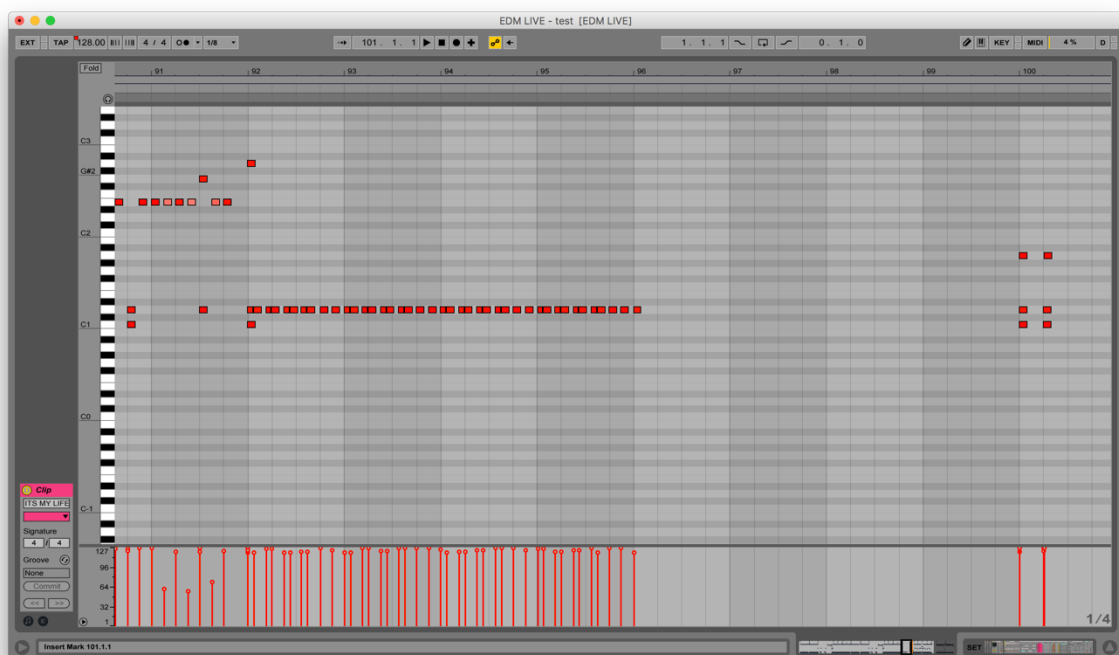 EDM LIVE - test [EDM LIVE]
EXT TAP 128.00 4 / 4 1/8 101. 1. 1 1. 1. 1 0. 1. 0 KEY MIDI 4 % D
Fold 91 92 93 94 95 96 97 98 99 100
C3
G#2
C2
C1
C0
C-1
Clip
ITS MY LIFE
Signature
4 / 4
Groove
None
Commit
<< >>
127
96
64
32
1
1/4
Insert Mark 101.1.1
SET